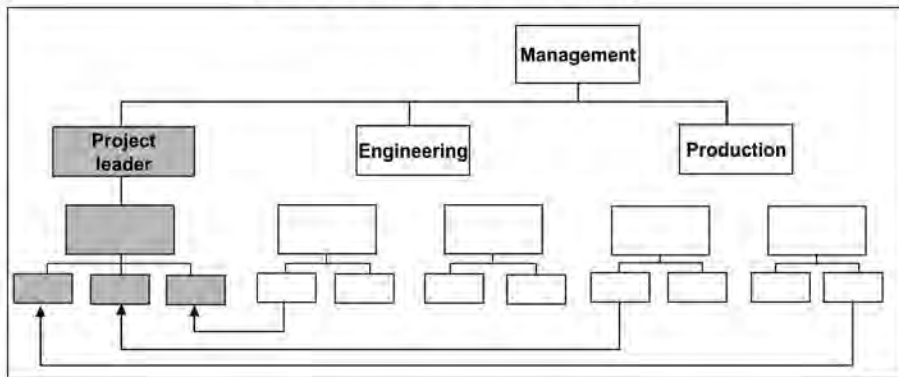 Management
Project
leader
Engineering
Production